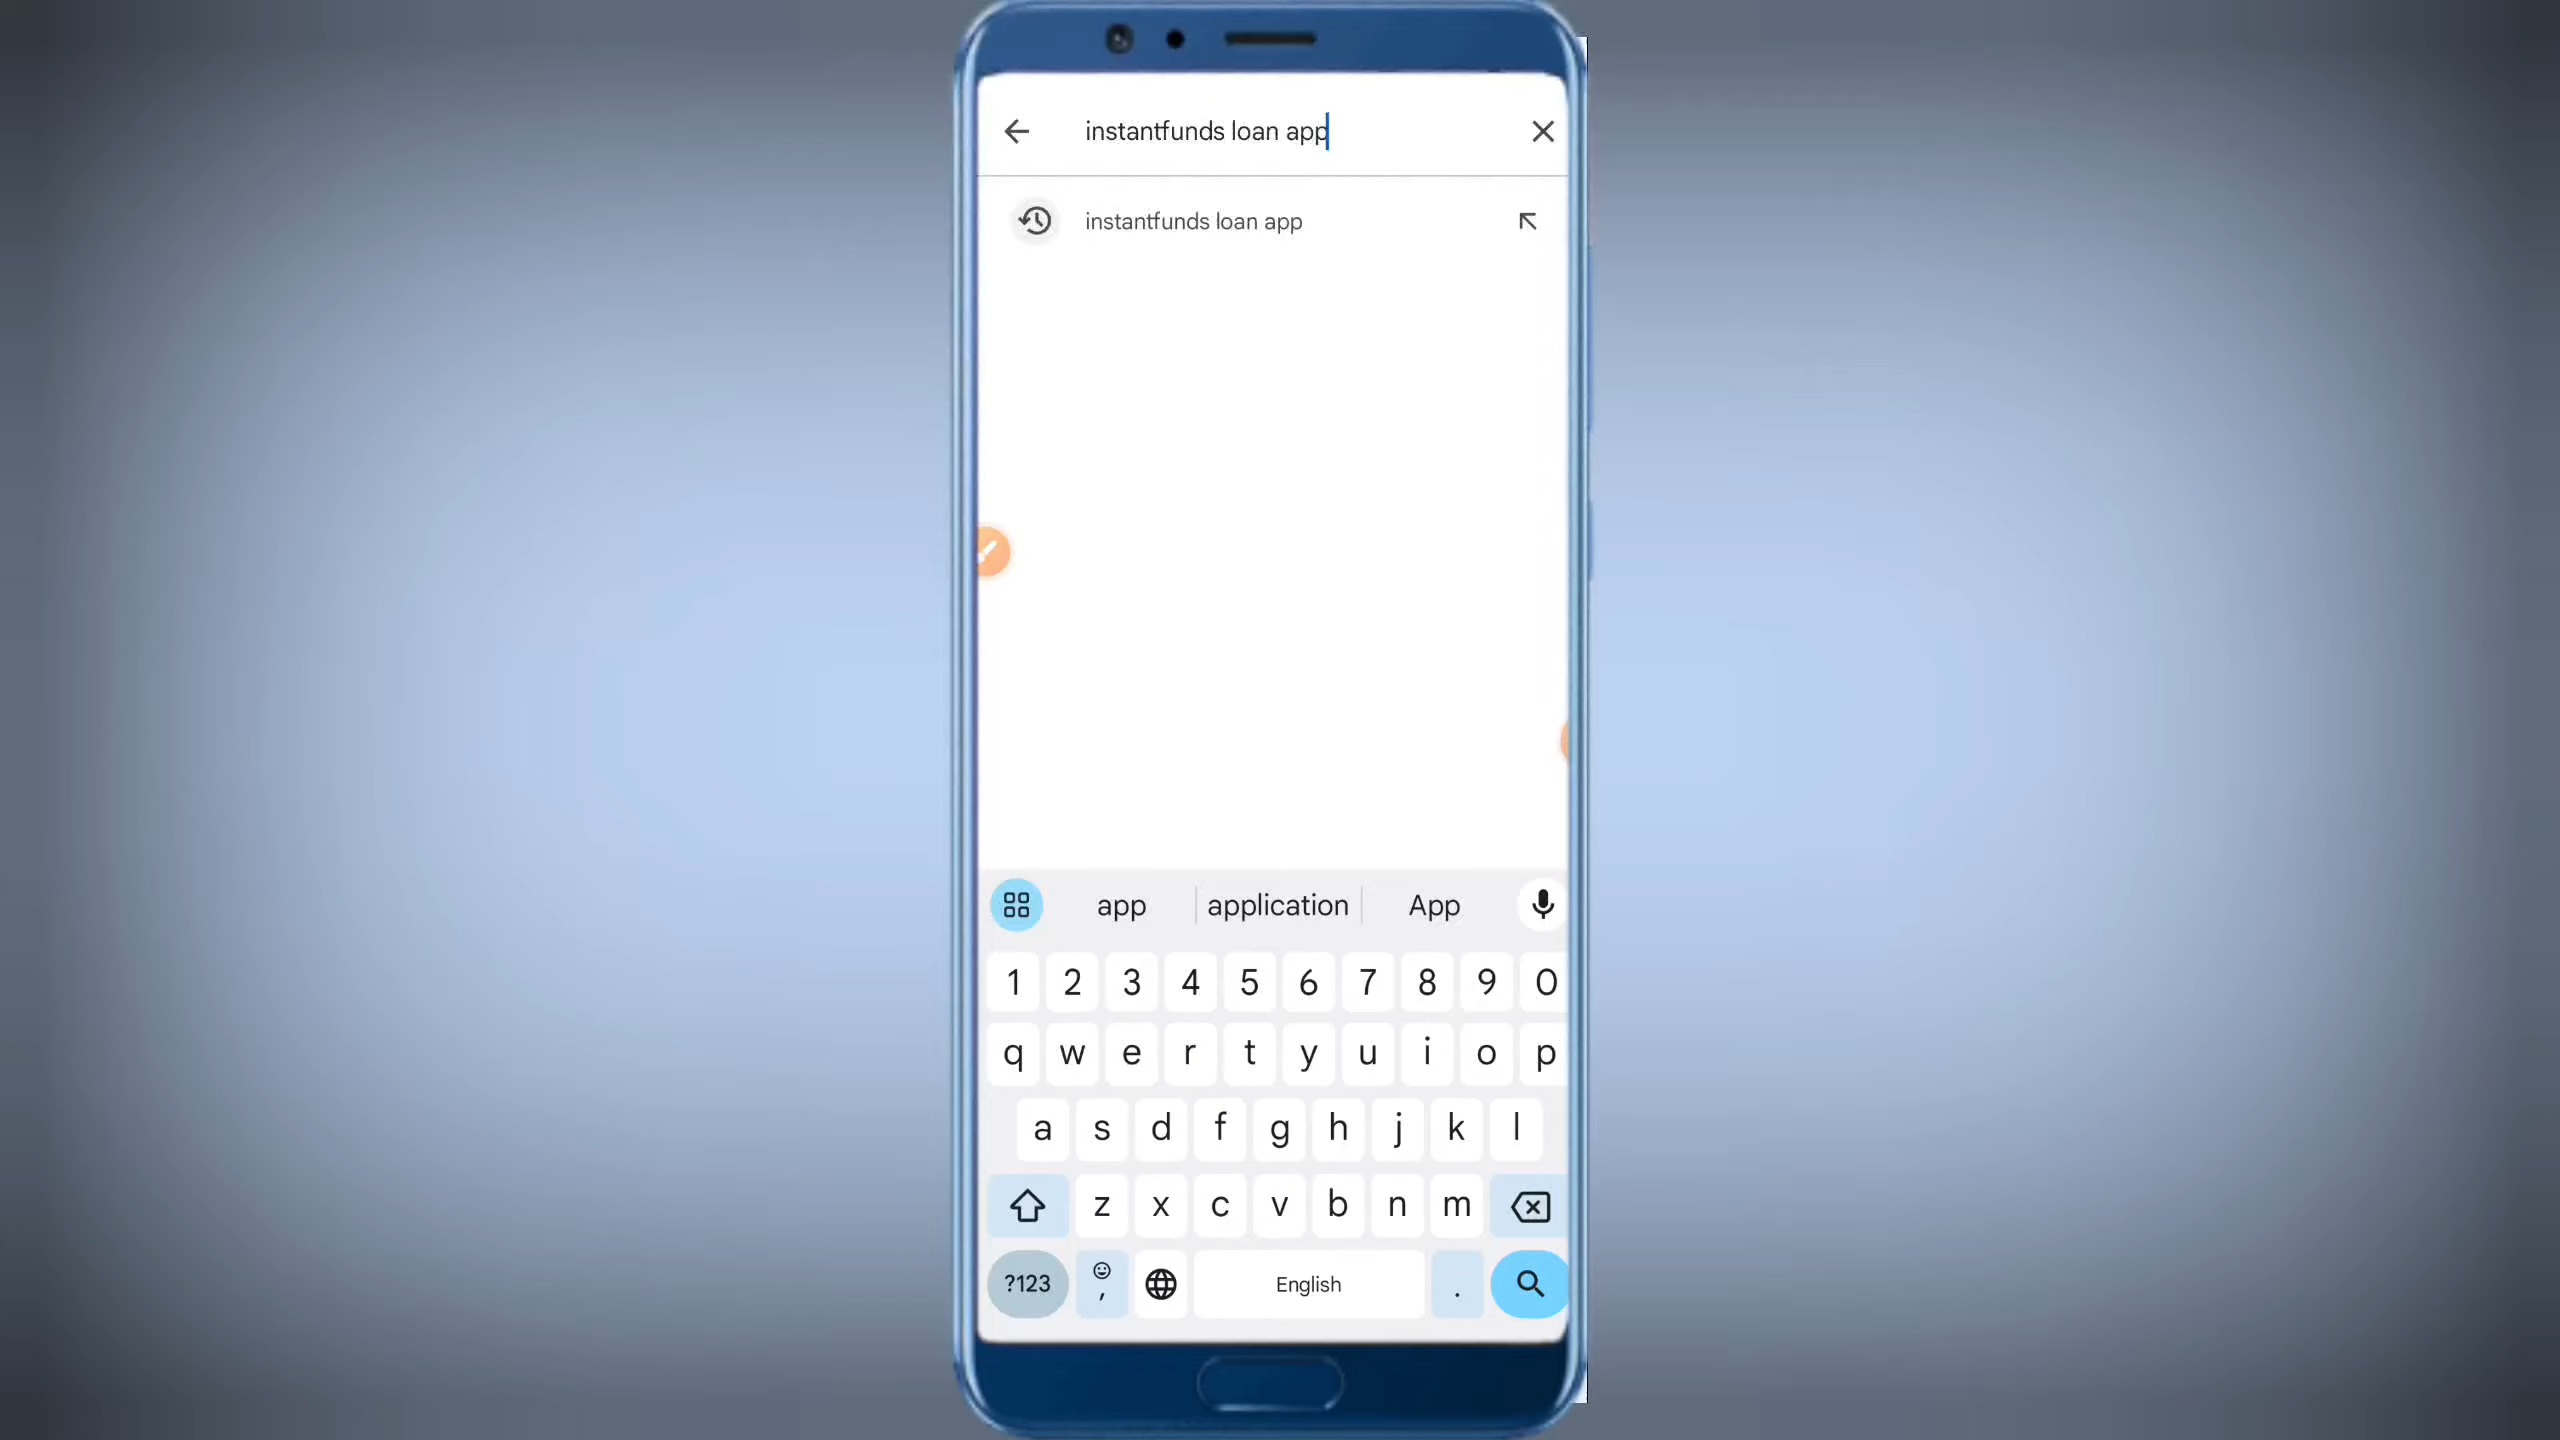 instantfunds loan app
instantfunds loan app
app application App
1 2 3 4 5 6 7 8 9 0
q w e r t y u i o p
a s d f g h j k l
z x c v b n m
?123 , English .